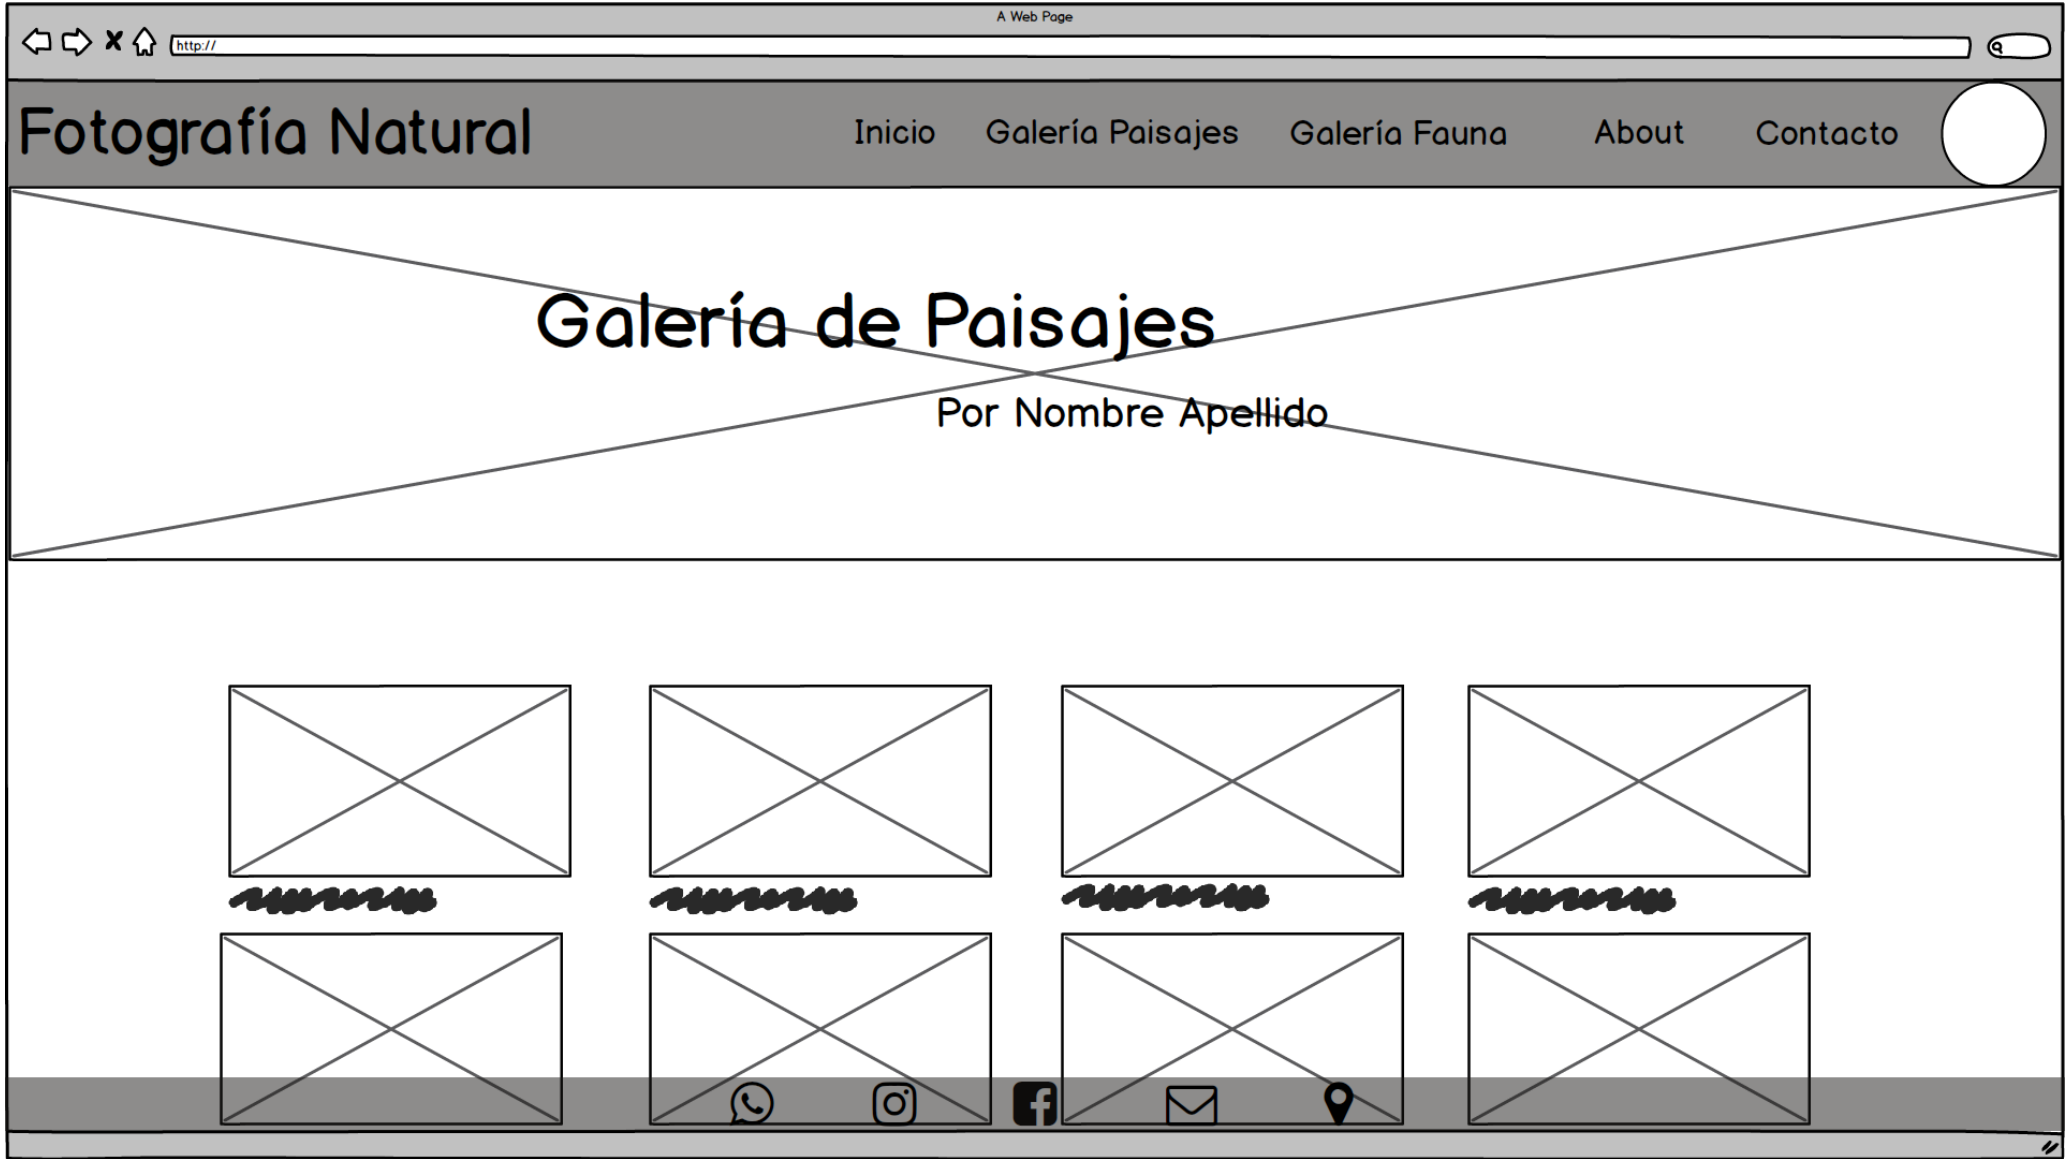 A Web Page
http://
Fotografía Natural
Inicio
Galería Paisajes
Galería Fauna
About
Contacto
Galería de Paisajes
Por Nombre Apellido